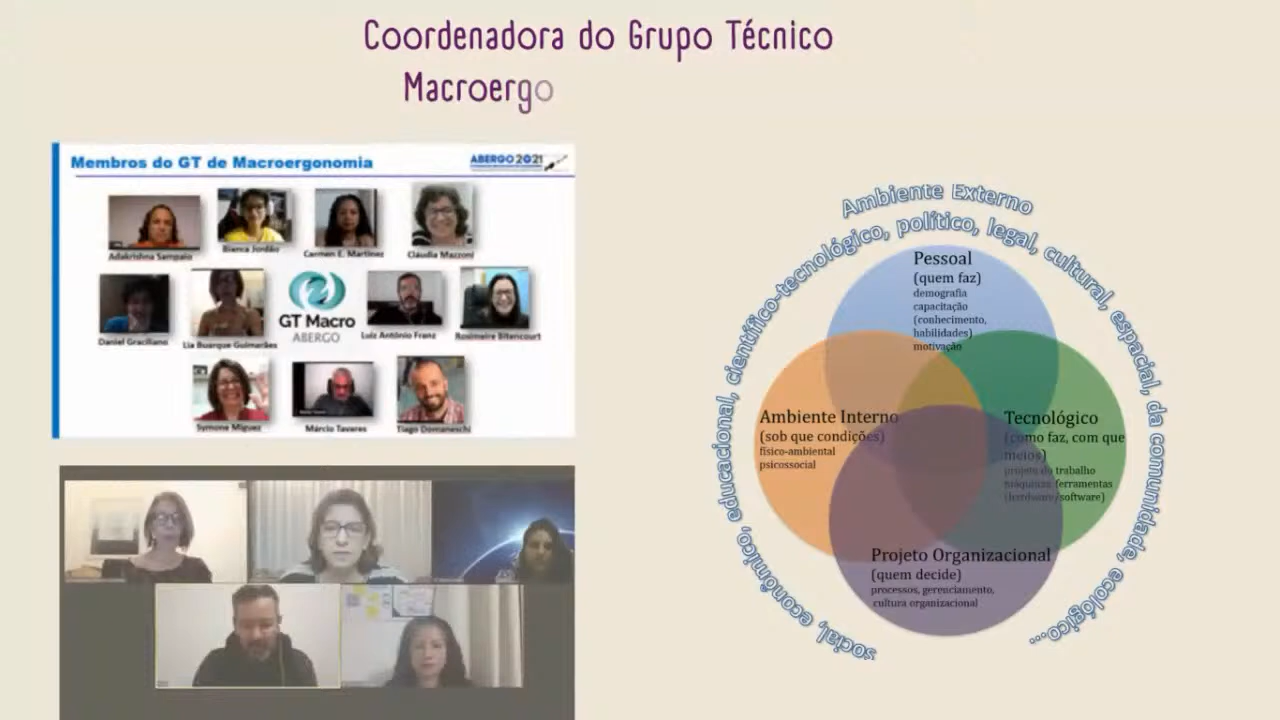 Coordenadora do Grupo Técnico
Macroergo
Membros do GT de Macroergonomia
ABERGO 2021
Adakrishna Sampaio
Bianca Jordão
Carmen E. Martinez
Cláudia Mazzoni
Daniel Graciliano
Lia Buarque Guimarães
GT Macro
ABERGO
Luiz Antônio Franz
Rosimeire Bitencourt
Symone Miguez
Márcio Tavares
Tiago Domaneschi
Ambiente Externo
social, econômico, educacional, científico-tecnológico, político, legal, cultural, espacial, da comunidade, ecológico...
Pessoal
(quem faz)
demografia
capacitação
(conhecimento,
habilidades)
motivação
Ambiente Interno
(sob que condições)
físico-ambiental
psicossocial
Tecnológico
(como faz, com que
meios)
projeto do trabalho
máquinas/ferramentas
(hardware/software)
Projeto Organizacional
(quem decide)
processos, gerenciamento,
cultura organizacional